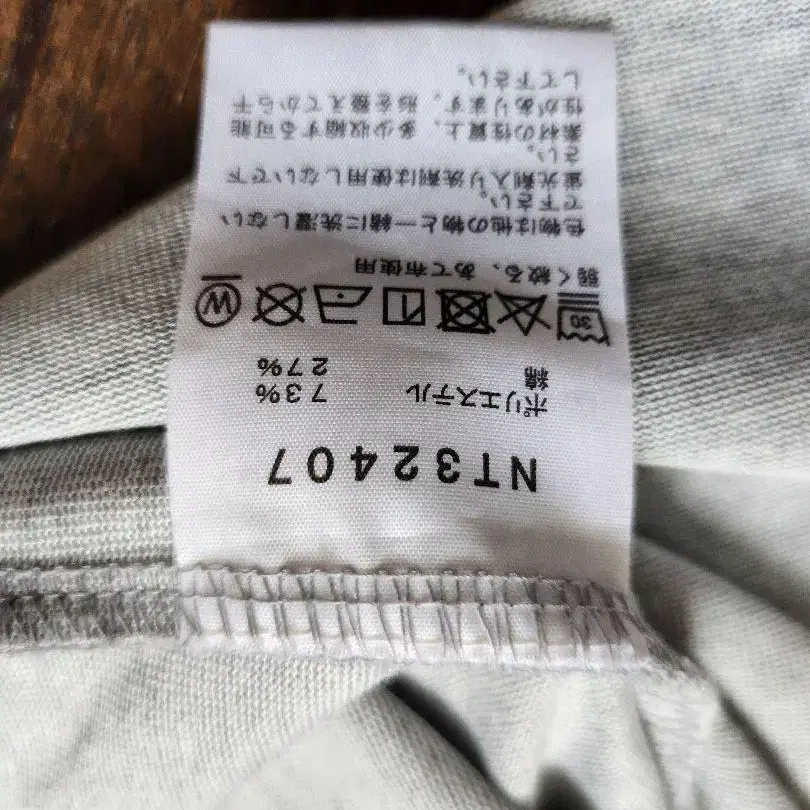 NT32407
ポリエステル 73%
綿 27%
30 W
弱く絞る、あて布使用
色物は他の物と一緒に洗濯しない
で下さい。
蛍光剤入り洗剤は使用しないで下
さい。
素材の性質上、多少収縮する可能
性があります。形を整えてから干
して下さい。